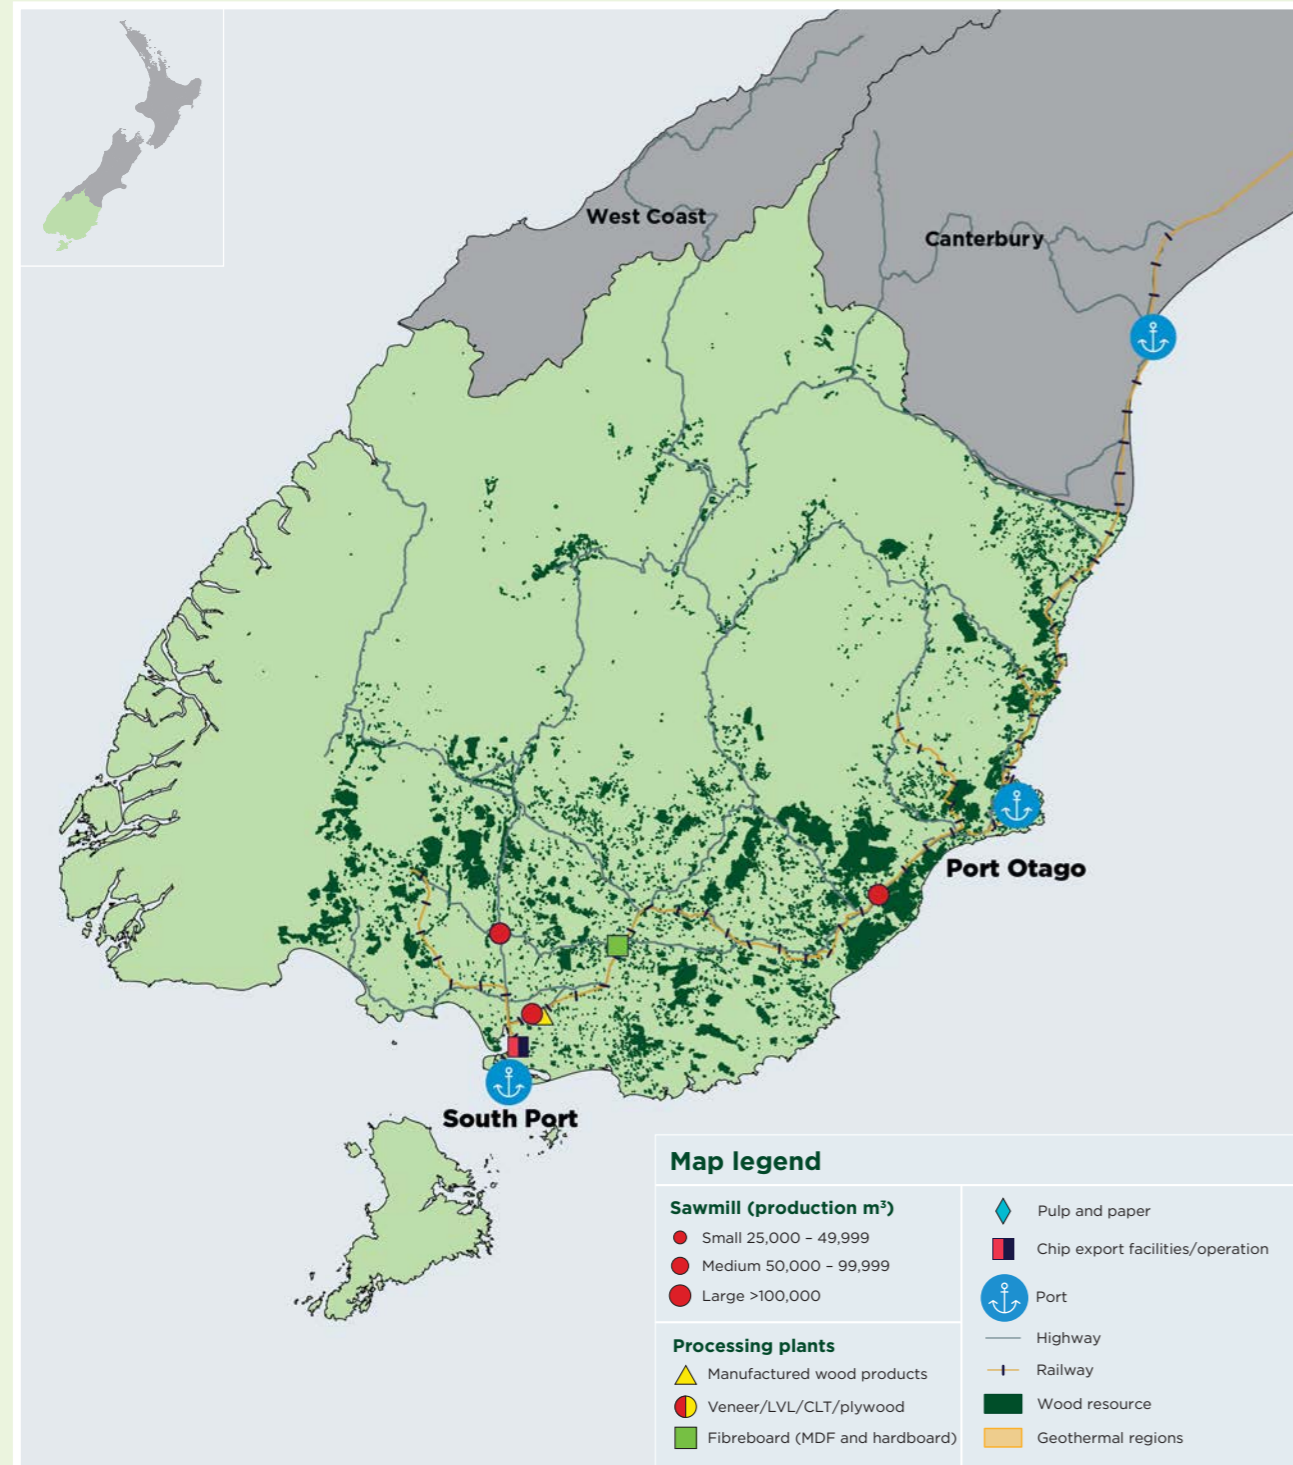 West Coast
Canterbury
Port Otago
South Port
Map legend
Sawmill (production m³)
Small 25,000 – 49,999
Medium 50,000 – 99,999
Large >100,000
Processing plants
Manufactured wood products
Veneer/LVL/CLT/plywood
Fibreboard (MDF and hardboard)
Pulp and paper
Chip export facilities/operation
Port
Highway
Railway
Wood resource
Geothermal regions